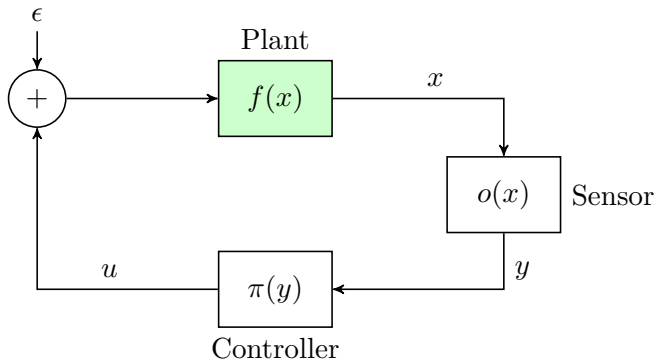 ϵ
Plant
+
f(x)
x
o(x)
Sensor
u
π(y)
y
Controller